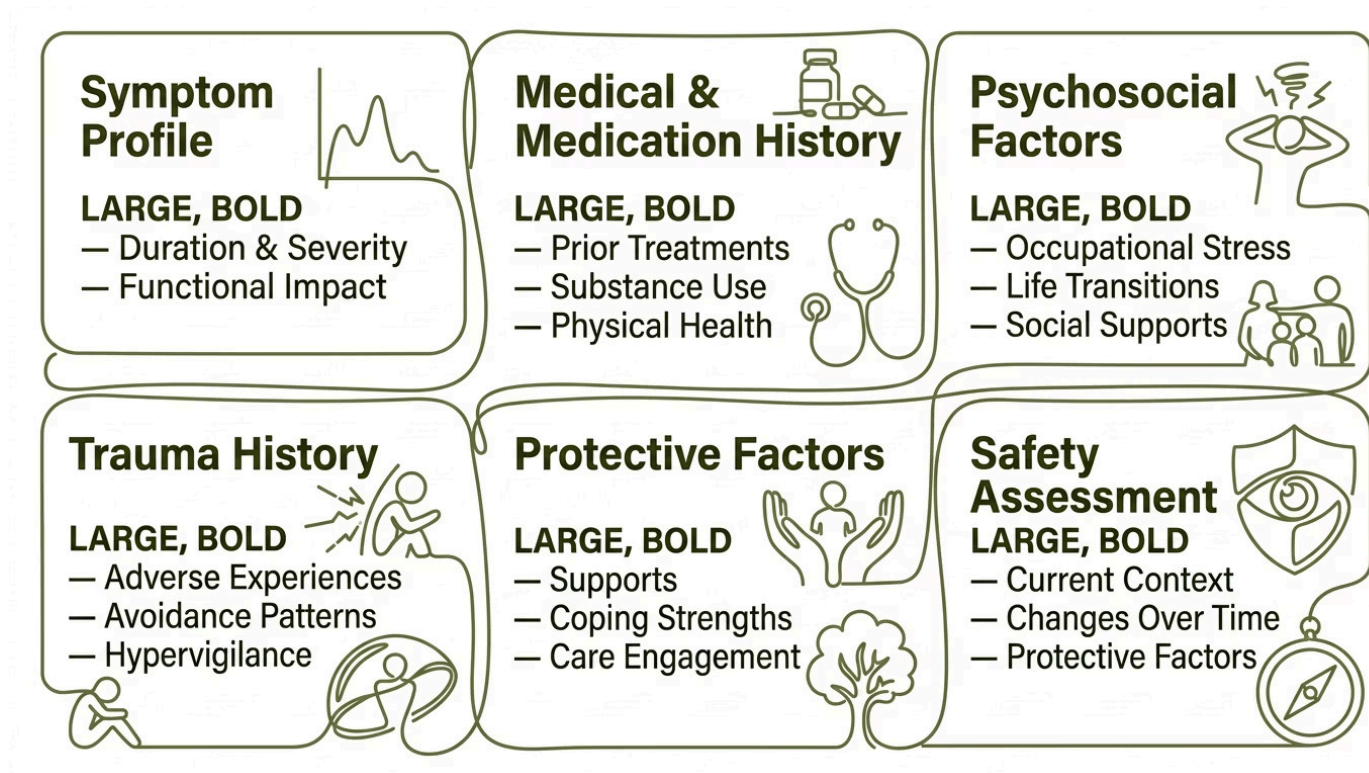 Symptom
Profile
LARGE, BOLD
— Duration & Severity
— Functional Impact
Medical &
Medication History
LARGE, BOLD
— Prior Treatments
— Substance Use
— Physical Health
Psychosocial
Factors
LARGE, BOLD
— Occupational Stress
— Life Transitions
— Social Supports
Trauma History
LARGE, BOLD
— Adverse Experiences
— Avoidance Patterns
— Hypervigilance
Protective Factors
LARGE, BOLD
— Supports
— Coping Strengths
— Care Engagement
Safety
Assessment
LARGE, BOLD
— Current Context
— Changes Over Time
— Protective Factors